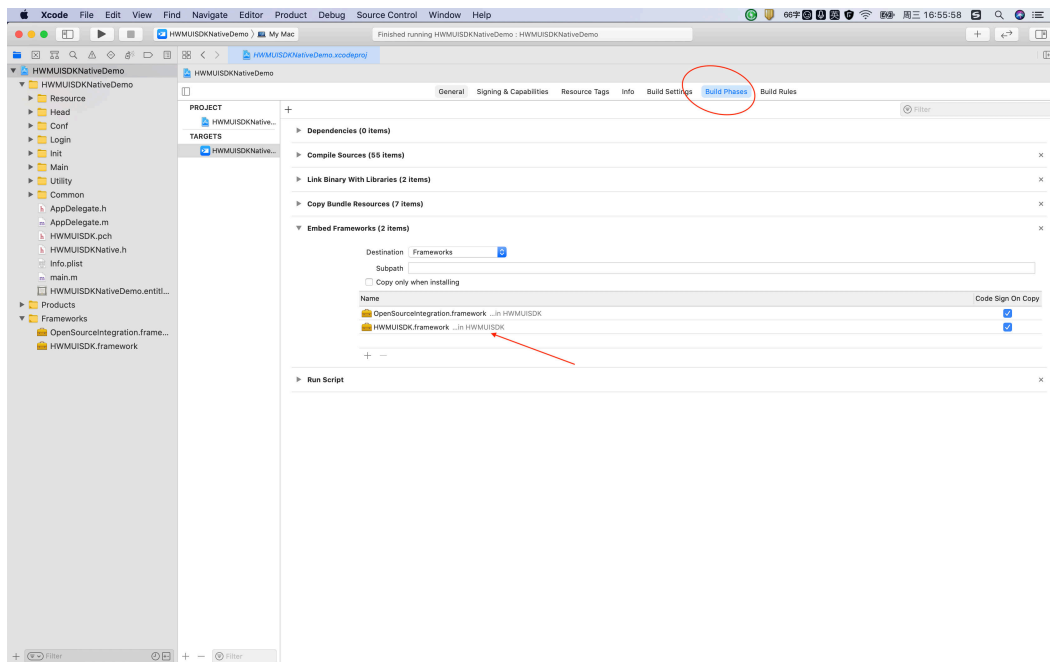 Xcode File Edit View Find Navigate Editor Product Debug Source Control Window Help 66字 英 周三 16:55:58
HWMUISDKNativeDemo 〉 My Mac Finished running HWMUISDKNativeDemo : HWMUISDKNativeDemo
HWMUISDKNativeDemo.xcodeproj
HWMUISDKNativeDemo
HWMUISDKNativeDemo
Resource
Head
Conf
Login
Init
Main
Utility
Common
AppDelegate.h
AppDelegate.m
HWMUISDK.pch
HWMUISDKNative.h
Info.plist
main.m
HWMUISDKNativeDemo.entitl...
Products
Frameworks
OpenSourceIntegration.frame...
HWMUISDK.framework
Filter
HWMUISDKNativeDemo
General Signing & Capabilities Resource Tags Info Build Settings Build Phases Build Rules
PROJECT
HWMUISDKNative...
TARGETS
HWMUISDKNative...
Filter
+ Filter
Dependencies (0 items)
Compile Sources (55 items)
Link Binary With Libraries (2 items)
Copy Bundle Resources (7 items)
Embed Frameworks (2 items)
Destination Frameworks
Subpath
Copy only when installing
Name Code Sign On Copy
OpenSourceIntegration.framework ...in HWMUISDK
HWMUISDK.framework ...in HWMUISDK
+ −
Run Script